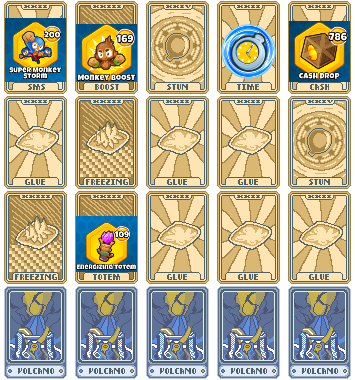 200
SUPER MONKEY
STORM
SMS
169
MONKEY BOOST
BOOST
STUN
TIME
786
CASH DROP
CASH
GLUE
FREEZING
GLUE
GLUE
STUN
FREEZING
109
ENERGIZING TOTEM
TOTEM
GLUE
GLUE
GLUE
VOLCANO
VOLCANO
VOLCANO
VOLCANO
VOLCANO